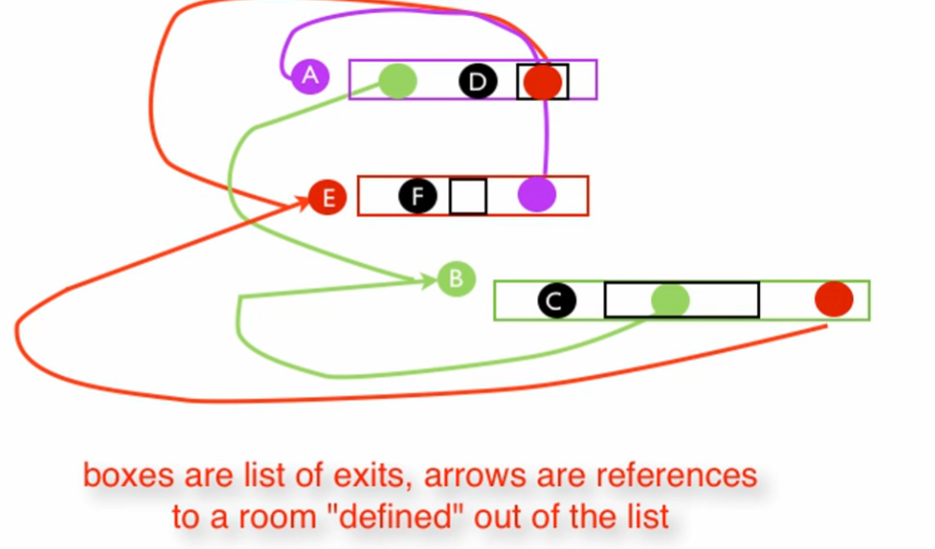 A D
E F
B
C
boxes are list of exits, arrows are references
to a room "defined" out of the list